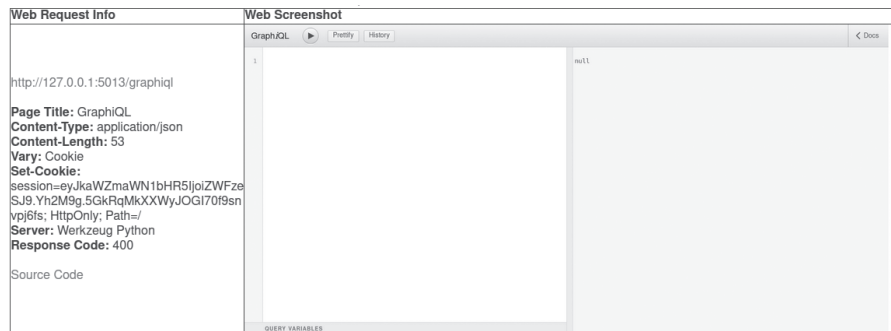 Web Request Info
Web Screenshot
http://127.0.0.1:5013/graphiql
Page Title: GraphiQL
Content-Type: application/json
Content-Length: 53
Vary: Cookie
Set-Cookie:
session=eyJkaWZmaWN1bHR5IjoiZWFze
SJ9.Yh2M9g.5GkRqMkXXWyJOGI70f9sn
vpj6fs; HttpOnly; Path=/
Server: Werkzeug Python
Response Code: 400
Source Code
GraphiQL Prettify History < Docs
1
null
QUERY VARIABLES